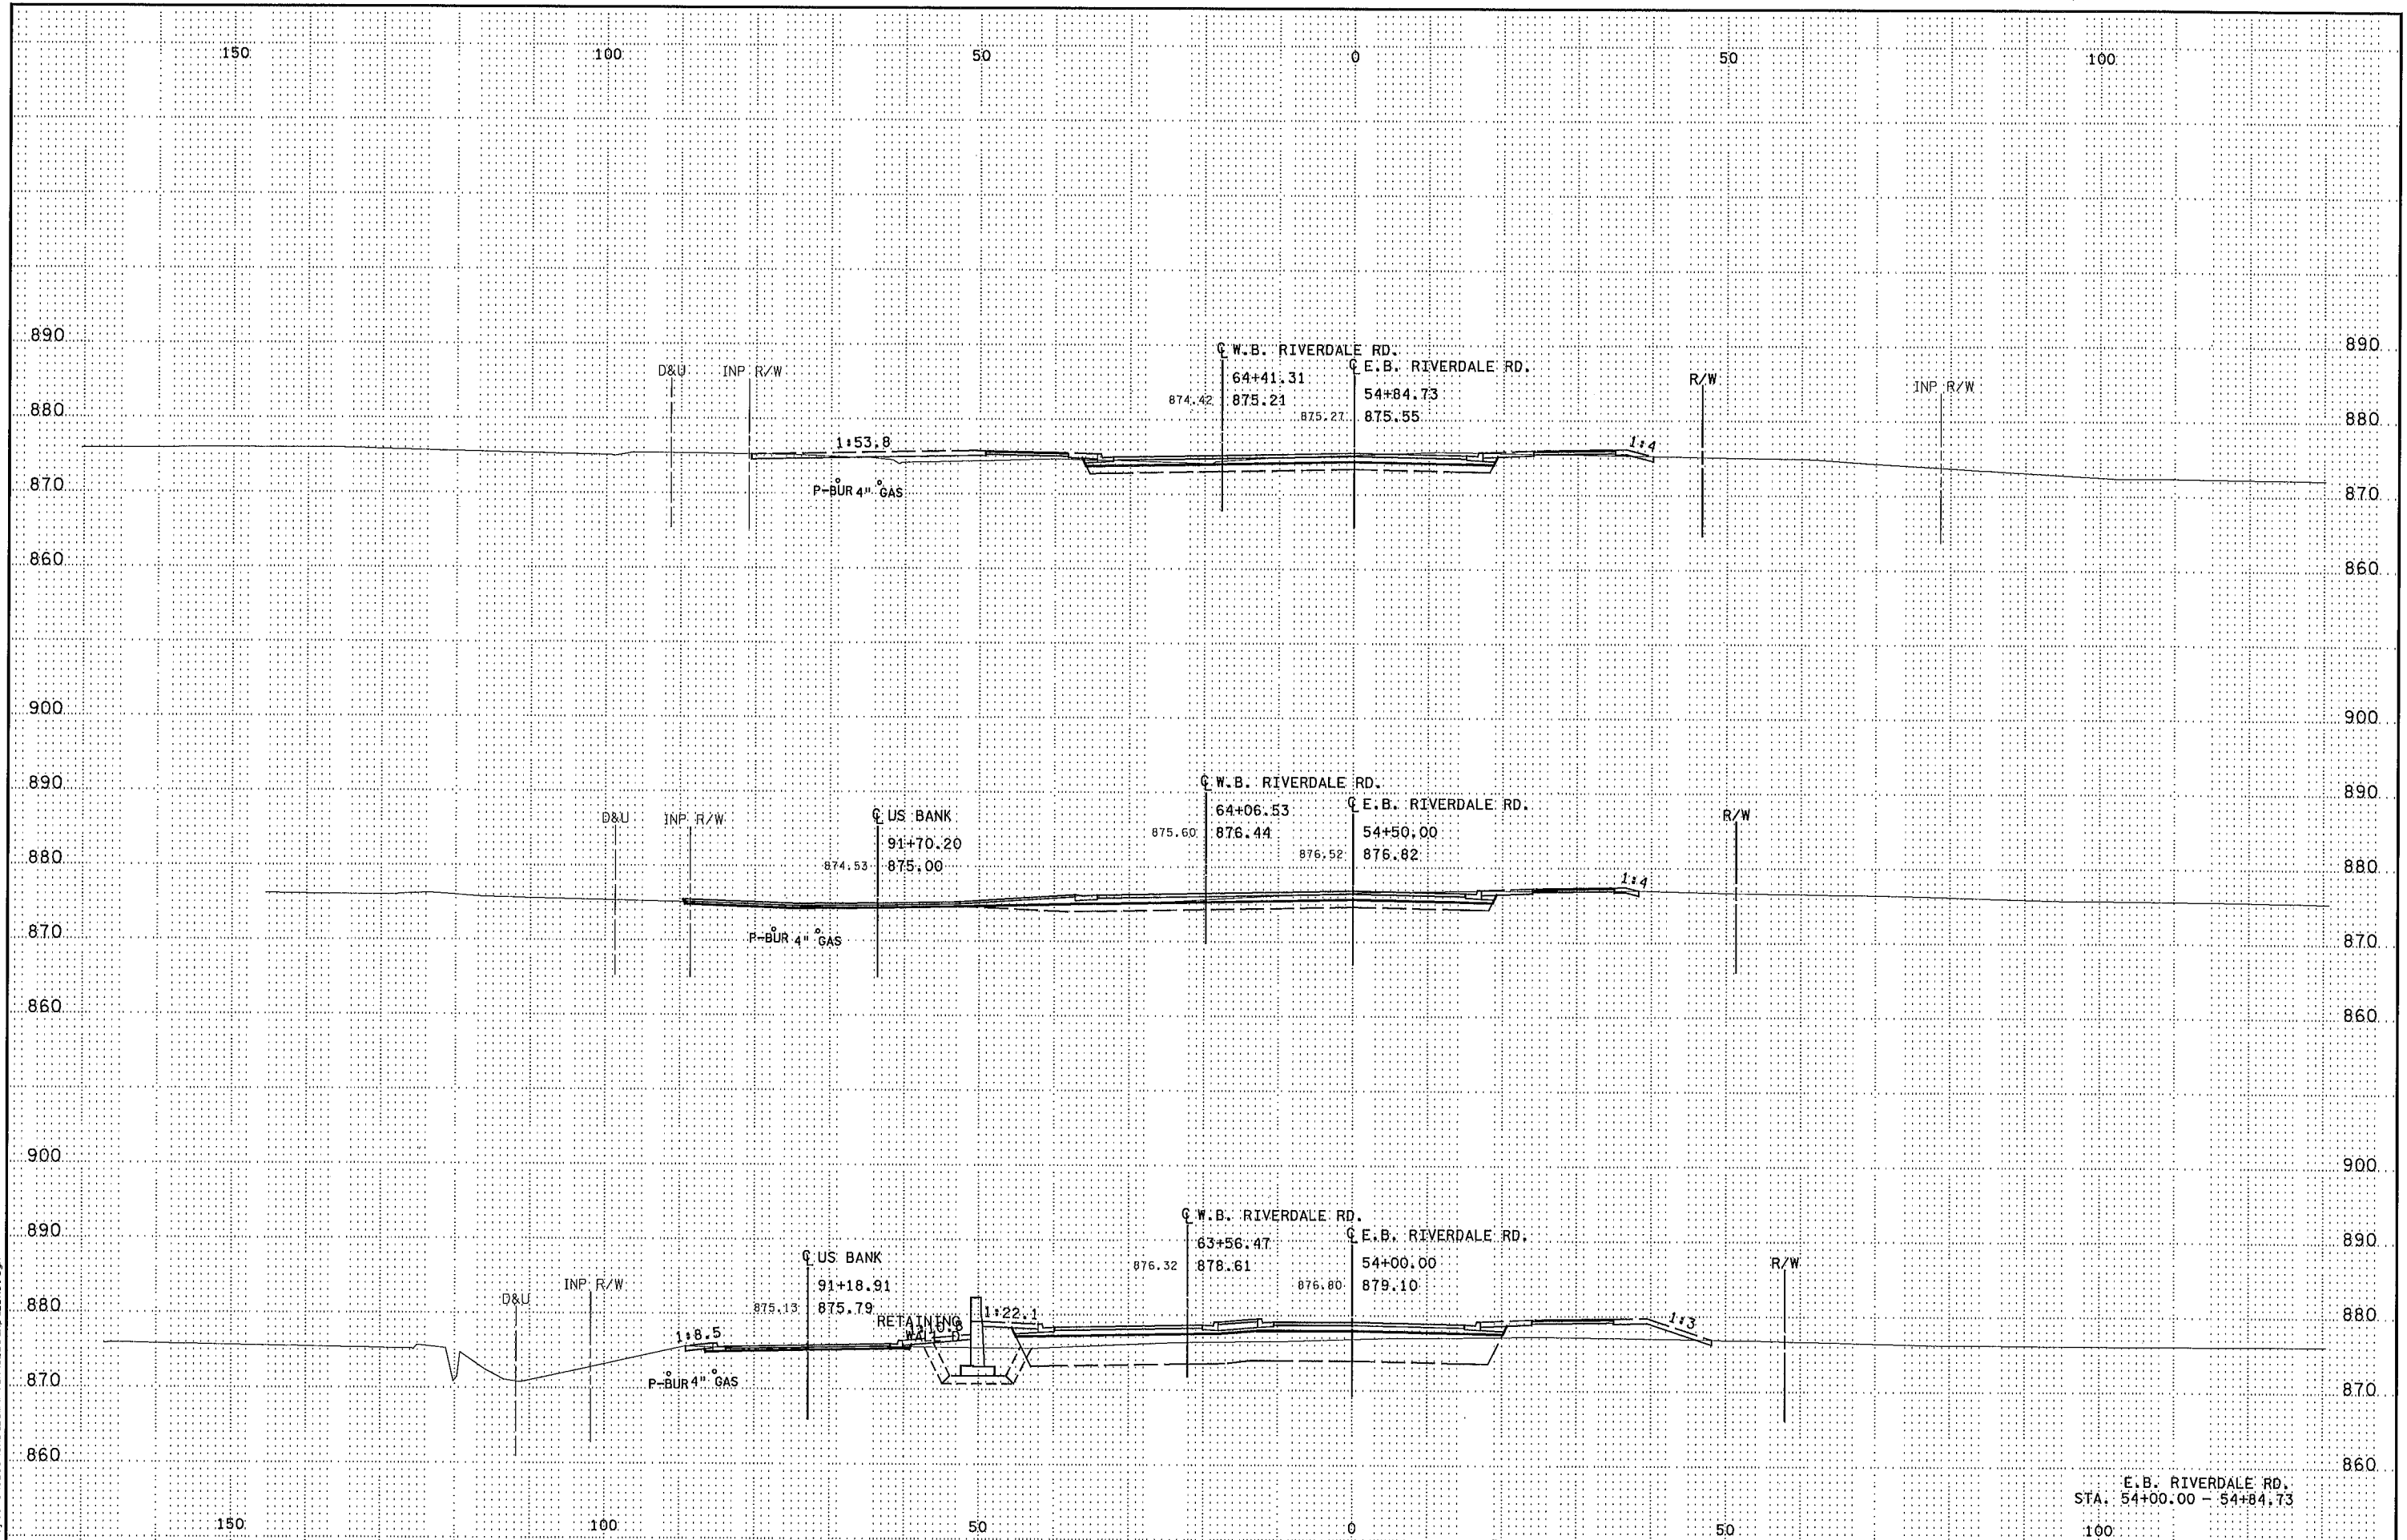 150 100 50 0 50 100
890 890
℄ W.B. RIVERDALE RD.
64+41.31
874.42 875.21
℄ E.B. RIVERDALE RD.
54+84.73
875.27 875.55
D&U INP R/W R/W INP R/W
880 880
1:53.8 1:4
870 870
P-BUR 4" GAS
860 860
900 900
890 890
℄ W.B. RIVERDALE RD.
64+06.53
875.60 876.44
℄ E.B. RIVERDALE RD.
54+50.00
876.52 876.82
D&U INP R/W R/W
℄ US BANK
91+70.20
874.53 875.00
880 880
1:4
870 870
P-BUR 4" GAS
860 860
900 900
℄ W.B. RIVERDALE RD.
63+56.47
876.32 878.61
890 890
℄ E.B. RIVERDALE RD.
54+00.00
876.80 879.10
℄ US BANK
91+18.91
875.13 875.79
D&U INP R/W R/W
880 880
RETAINING
WALL D
1:8.5 1:22.1 1:3
870 870
P-BUR 4" GAS
860 860
E.B. RIVERDALE RD.
STA. 54+00.00 - 54+84.73
150 100 50 0 50 100